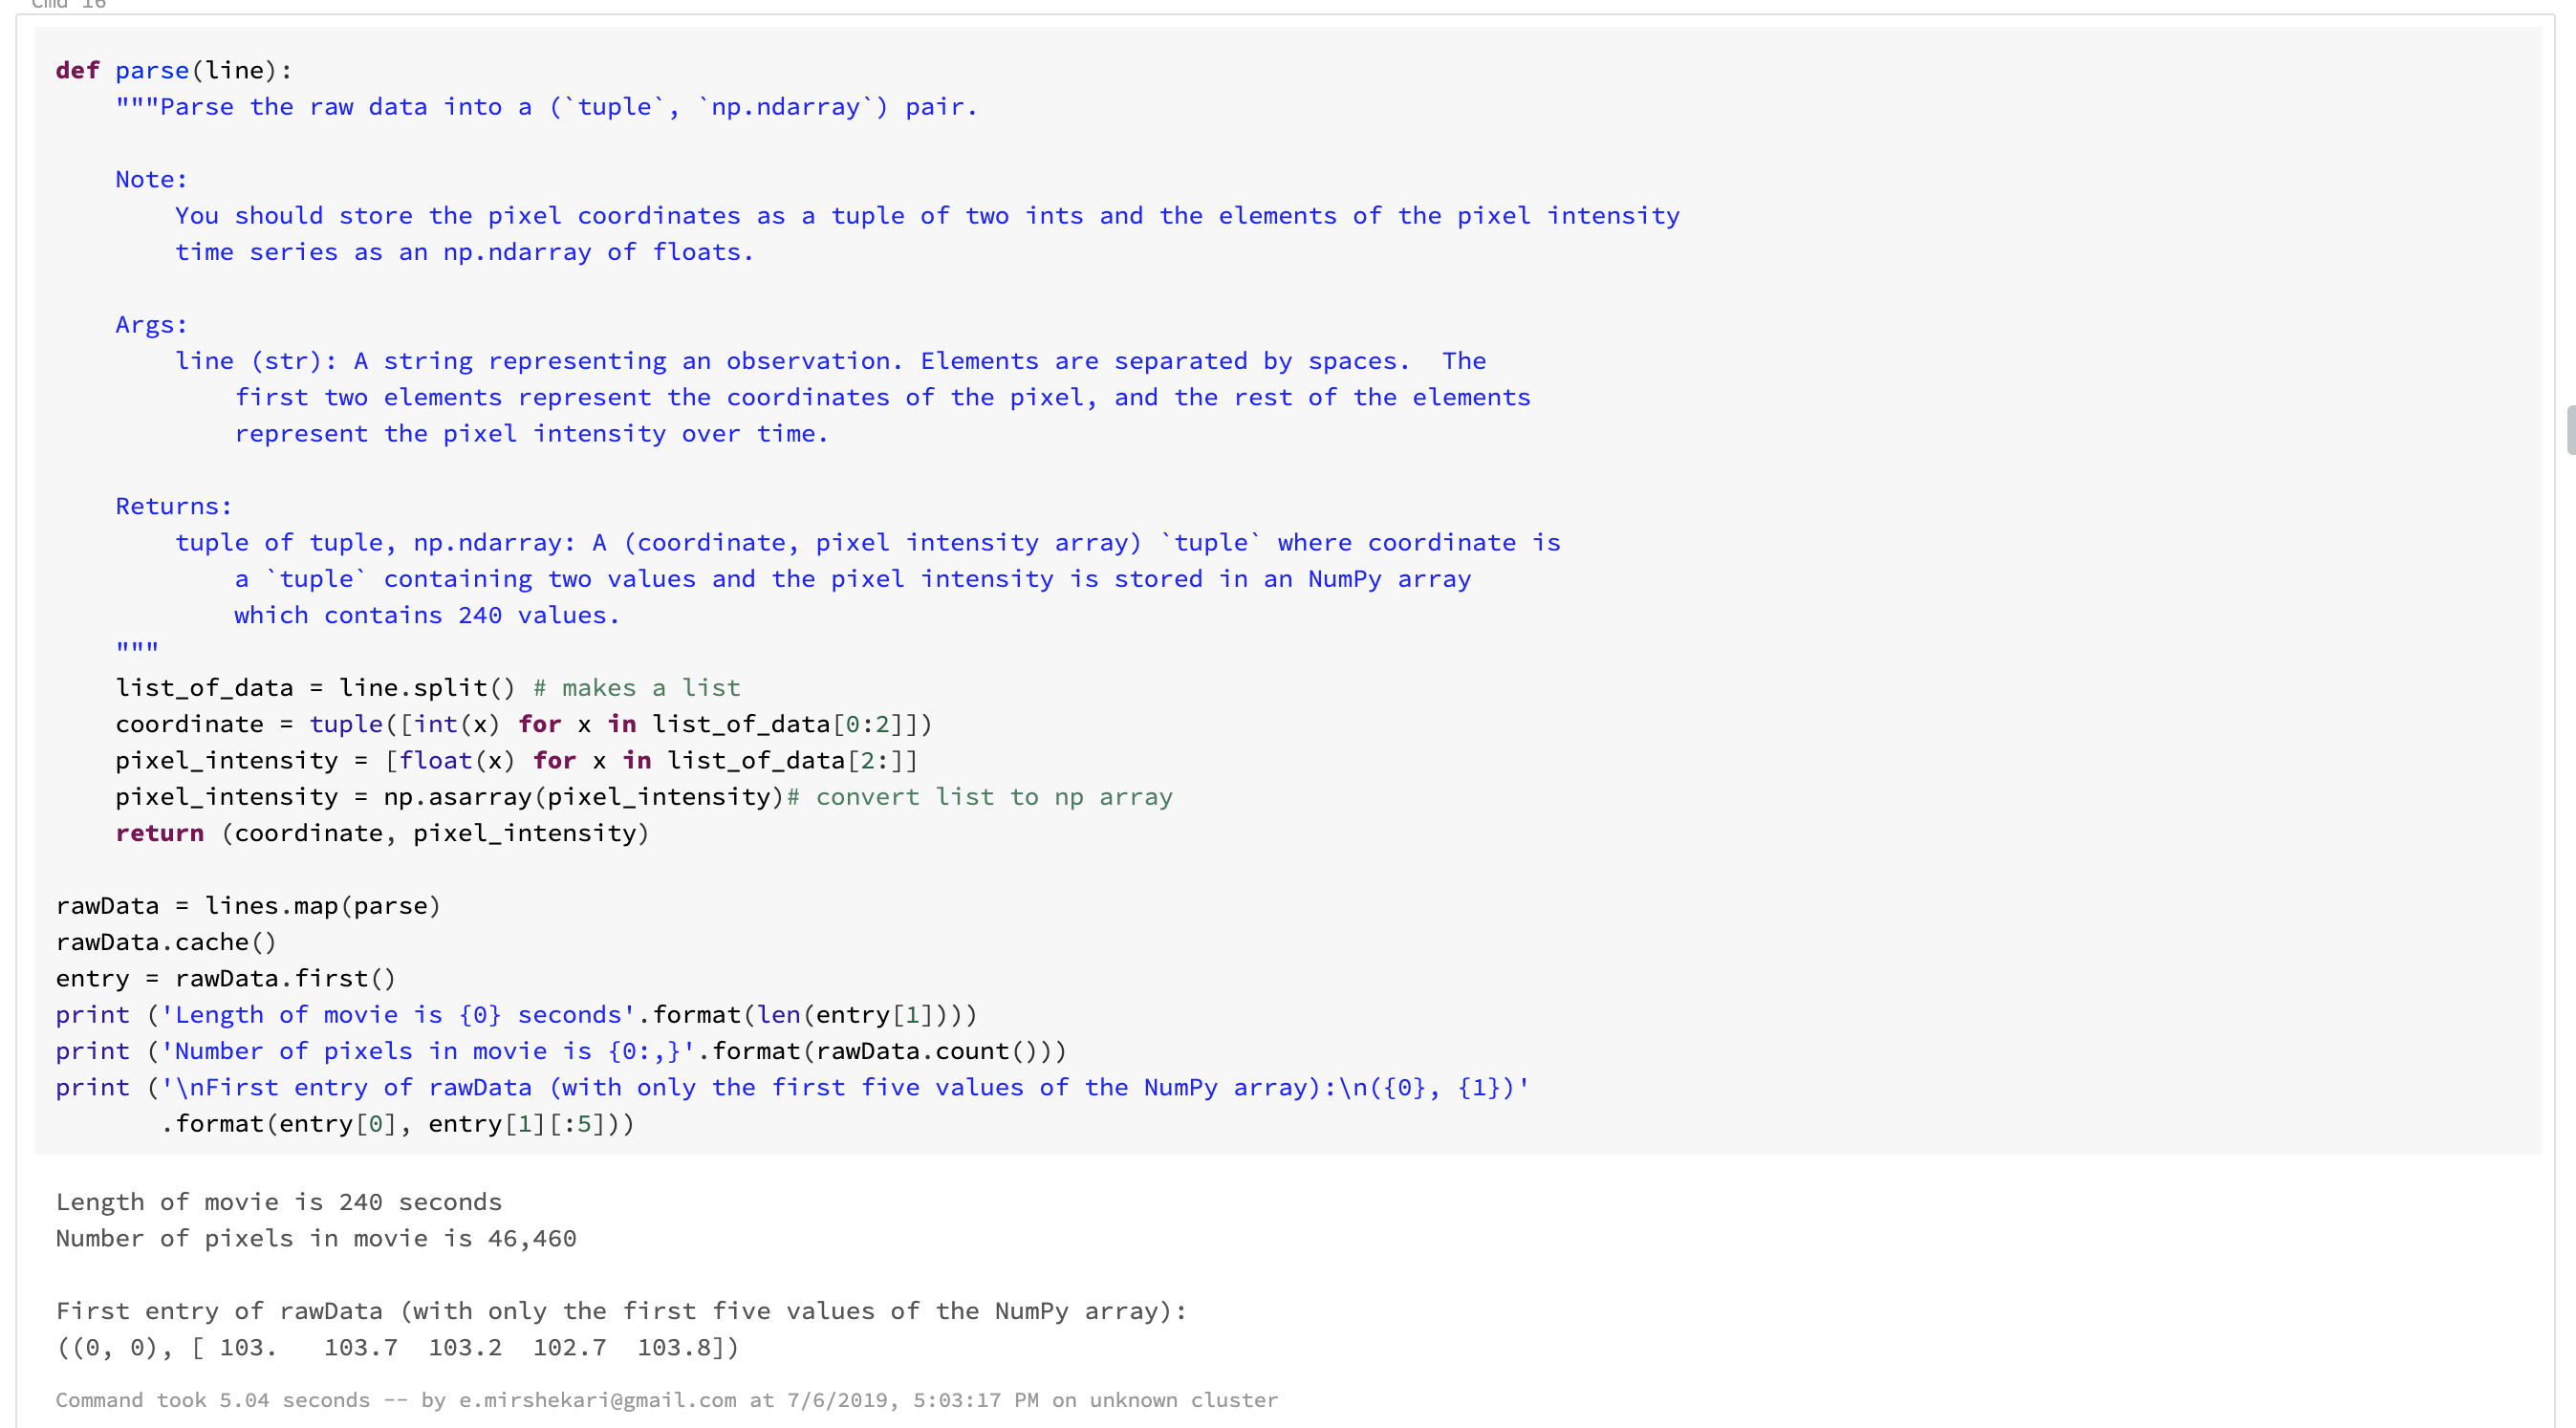 Cmd 16
def parse(line):
    """Parse the raw data into a (`tuple`, `np.ndarray`) pair.

    Note:
        You should store the pixel coordinates as a tuple of two ints and the elements of the pixel intensity
        time series as an np.ndarray of floats.

    Args:
        line (str): A string representing an observation. Elements are separated by spaces.  The
            first two elements represent the coordinates of the pixel, and the rest of the elements
            represent the pixel intensity over time.

    Returns:
        tuple of tuple, np.ndarray: A (coordinate, pixel intensity array) `tuple` where coordinate is
            a `tuple` containing two values and the pixel intensity is stored in an NumPy array
            which contains 240 values.
    """
    list_of_data = line.split() # makes a list
    coordinate = tuple([int(x) for x in list_of_data[0:2]])
    pixel_intensity = [float(x) for x in list_of_data[2:]]
    pixel_intensity = np.asarray(pixel_intensity)# convert list to np array
    return (coordinate, pixel_intensity)

rawData = lines.map(parse)
rawData.cache()
entry = rawData.first()
print ('Length of movie is {0} seconds'.format(len(entry[1])))
print ('Number of pixels in movie is {0:,}'.format(rawData.count()))
print ('\nFirst entry of rawData (with only the first five values of the NumPy array):\n({0}, {1})'
       .format(entry[0], entry[1][:5]))

Length of movie is 240 seconds
Number of pixels in movie is 46,460

First entry of rawData (with only the first five values of the NumPy array):
((0, 0), [ 103.   103.7  103.2  102.7  103.8])

Command took 5.04 seconds -- by e.mirshekari@gmail.com at 7/6/2019, 5:03:17 PM on unknown cluster